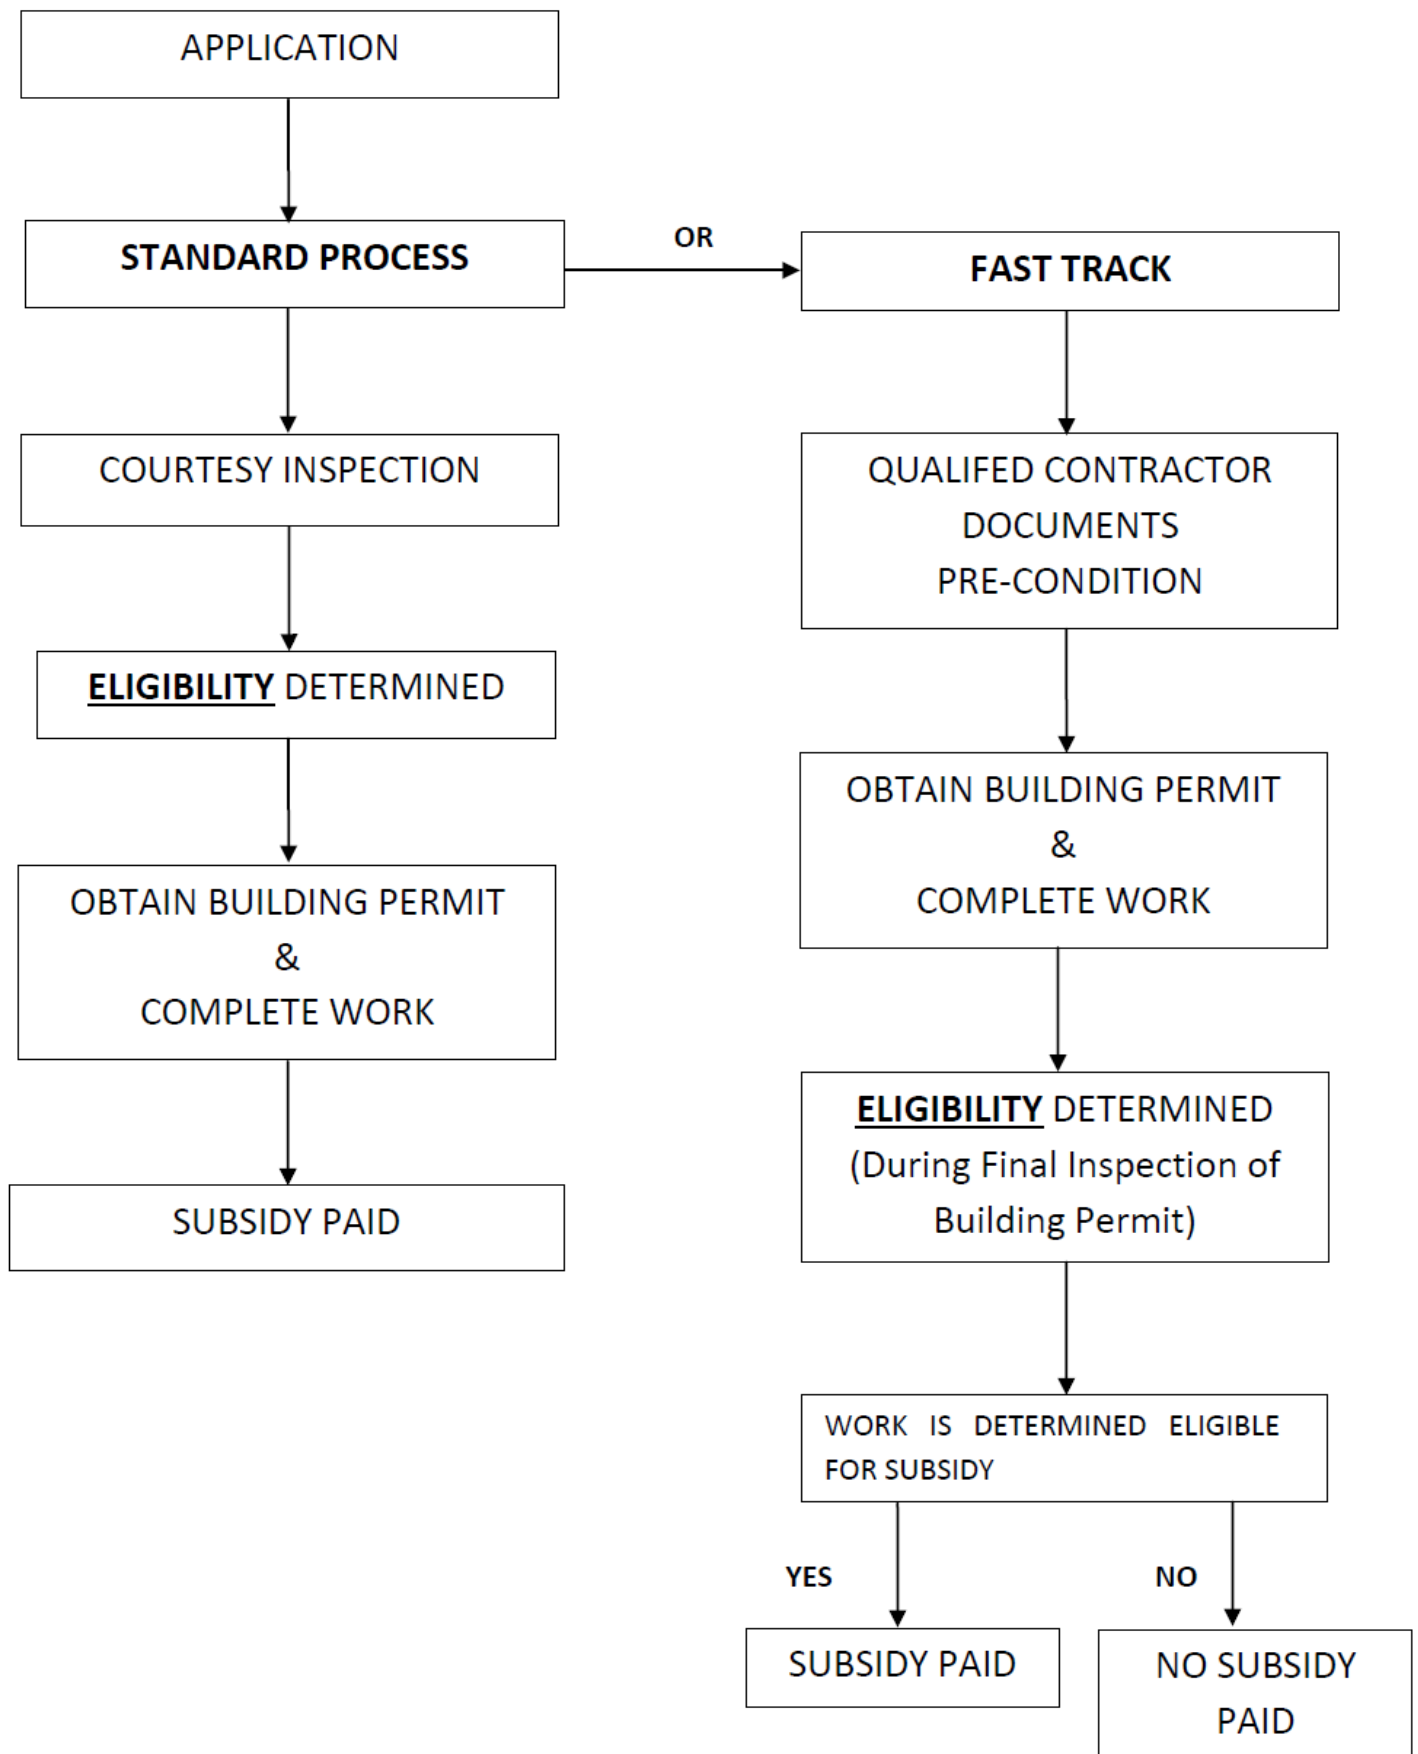 APPLICATION
STANDARD PROCESS
OR
FAST TRACK
COURTESY INSPECTION
QUALIFED CONTRACTOR
DOCUMENTS
PRE-CONDITION
ELIGIBILITY DETERMINED
OBTAIN BUILDING PERMIT
&
COMPLETE WORK
OBTAIN BUILDING PERMIT
&
COMPLETE WORK
SUBSIDY PAID
ELIGIBILITY DETERMINED
(During Final Inspection of
Building Permit)
WORK IS DETERMINED ELIGIBLE
FOR SUBSIDY
YES
NO
SUBSIDY PAID
NO SUBSIDY
PAID